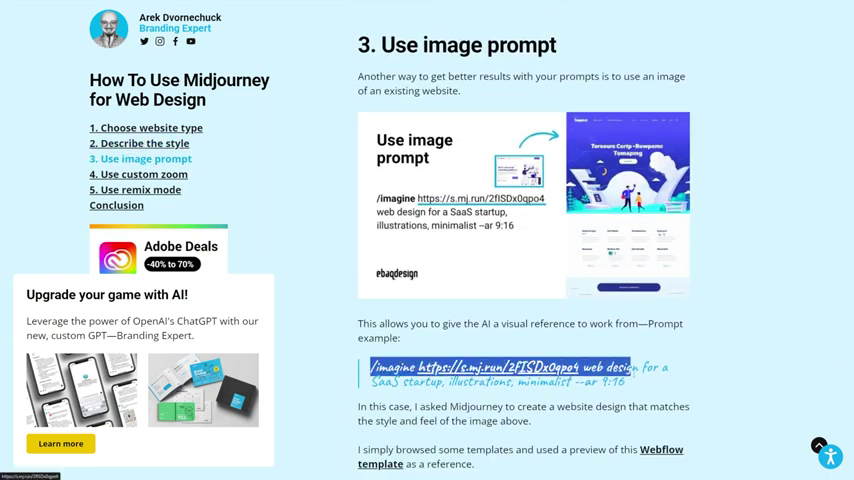 Arek Dvornechuck
Branding Expert
How To Use Midjourney
for Web Design
1. Choose website type
2. Describe the style
3. Use image prompt
4. Use custom zoom
5. Use remix mode
Conclusion
Adobe Deals
-40% to 70%
Upgrade your game with AI!
Leverage the power of OpenAI's ChatGPT with our
new, custom GPT—Branding Expert.
Learn more
3. Use image prompt
Another way to get better results with your prompts is to use an image
of an existing website.
Use image
prompt
/imagine https://s.mj.run/2flSDx0qpo4
web design for a SaaS startup,
illustrations, minimalist --ar 9:16
ebaqdesign
Torseurs Cortp -Rowpomc
Tomapmg
This allows you to give the AI a visual reference to work from—Prompt
example:
/imagine https://s.mj.run/2FISDx0qpo4 web design for a
SaaS startup, illustrations, minimalist --ar 9:16
In this case, I asked Midjourney to create a website design that matches
the style and feel of the image above.
I simply browsed some templates and used a preview of this Webflow
template as a reference.